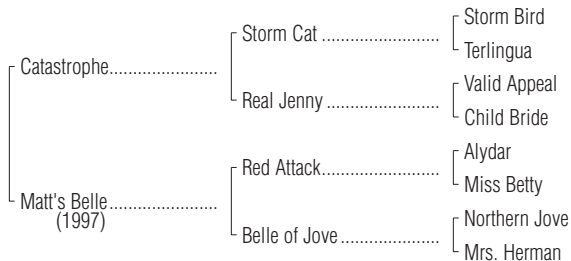 Storm Bird
Storm Cat ........................
Terlingua
Catastrophe......................
Valid Appeal
Real Jenny .......................
Child Bride
Alydar
Red Attack........................
Miss Betty
Matt's Belle......................
(1997)
Northern Jove
Belle of Jove ....................
Mrs. Herman